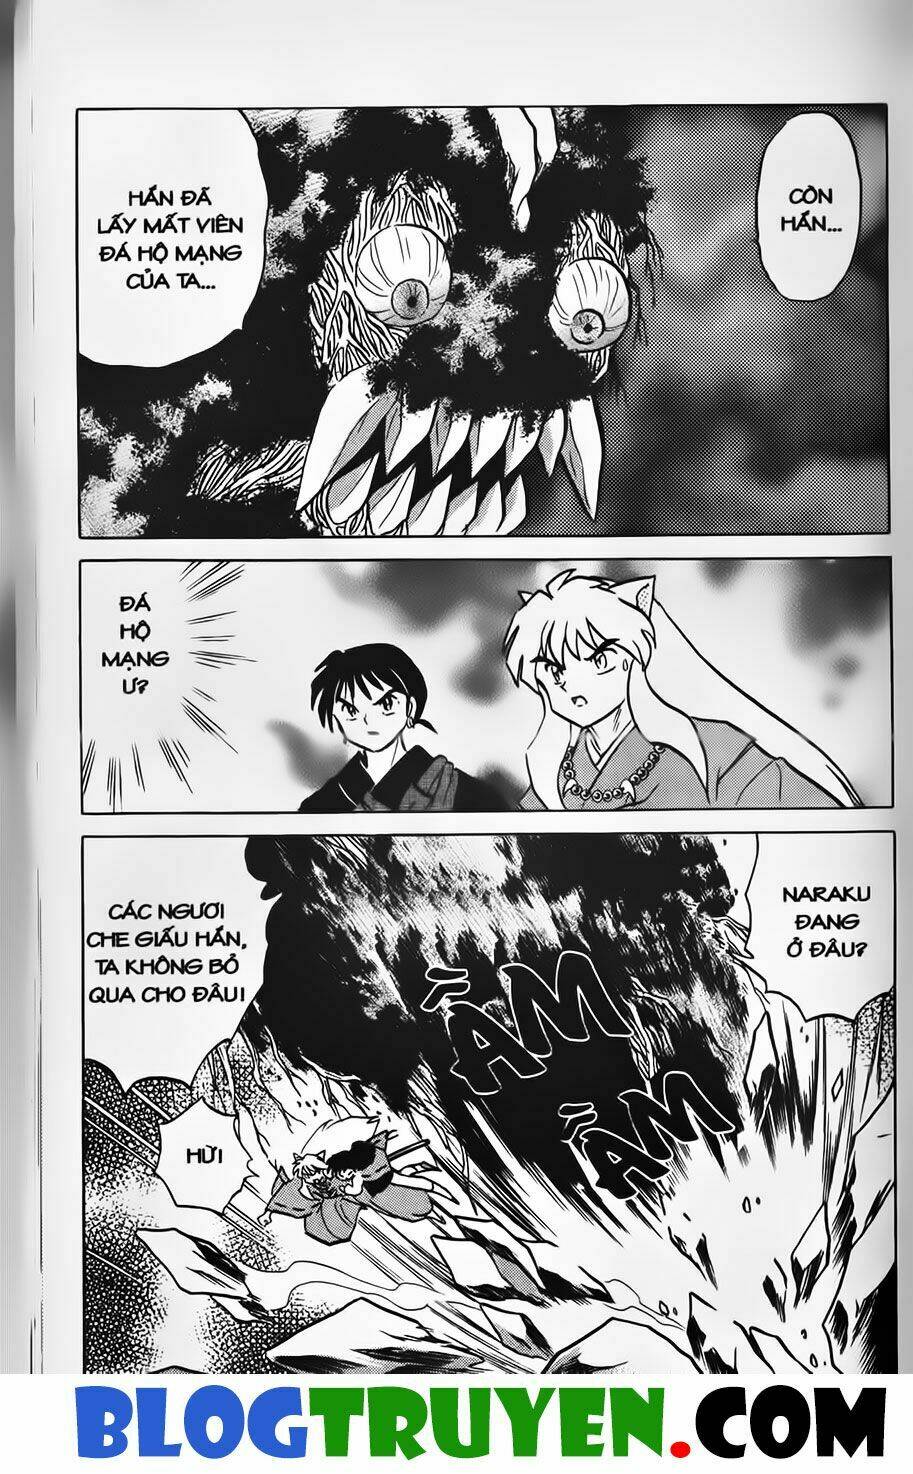 CÒN
HẮN...
HẮN ĐÃ
LẤY MẤT VIÊN
ĐÁ HỘ MẠNG
CỦA TA...
ĐÁ
HỘ
MẠNG
Ư?
NARAKU
ĐANG
Ở ĐÂU?
CÁC NGƯƠI
CHE GIẤU HẮN,
TA KHÔNG BỎ
QUA CHO ĐÂU!
ẦM
ẦM
HỪ!
BLOGTRUYEN.COM